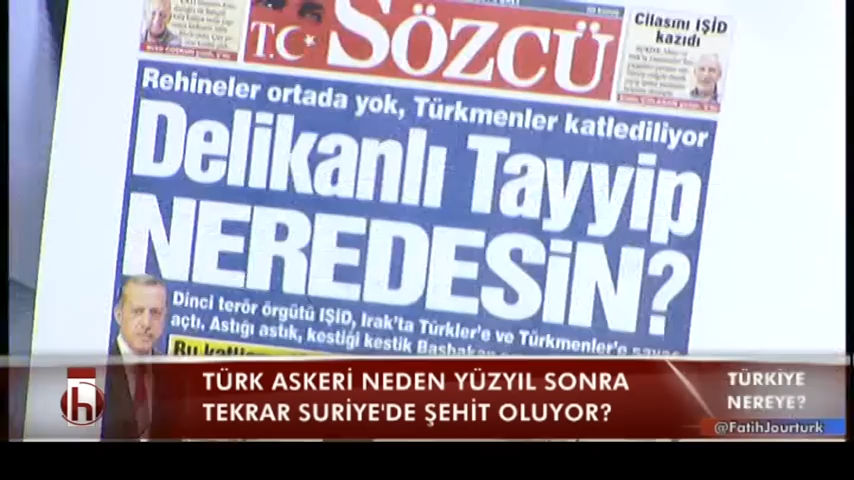 T.C
SÖZCÜ
Cilasını IŞİD
kazıdı
Rehineler ortada yok, Türkmenler katlediliyor
Delikanlı Tayyip
NEREDESİN?
Dinci terör örgütü IŞİD, Irak'ta Türkler'e ve Türkmenler'e savaş
açtı. Astığı astık, kestiği kestik Başbakan
Bu
h
TÜRK ASKERİ NEDEN YÜZYIL SONRA
TEKRAR SURİYE'DE ŞEHİT OLUYOR?
TÜRKİYE
NEREYE?
@FatihJourturk